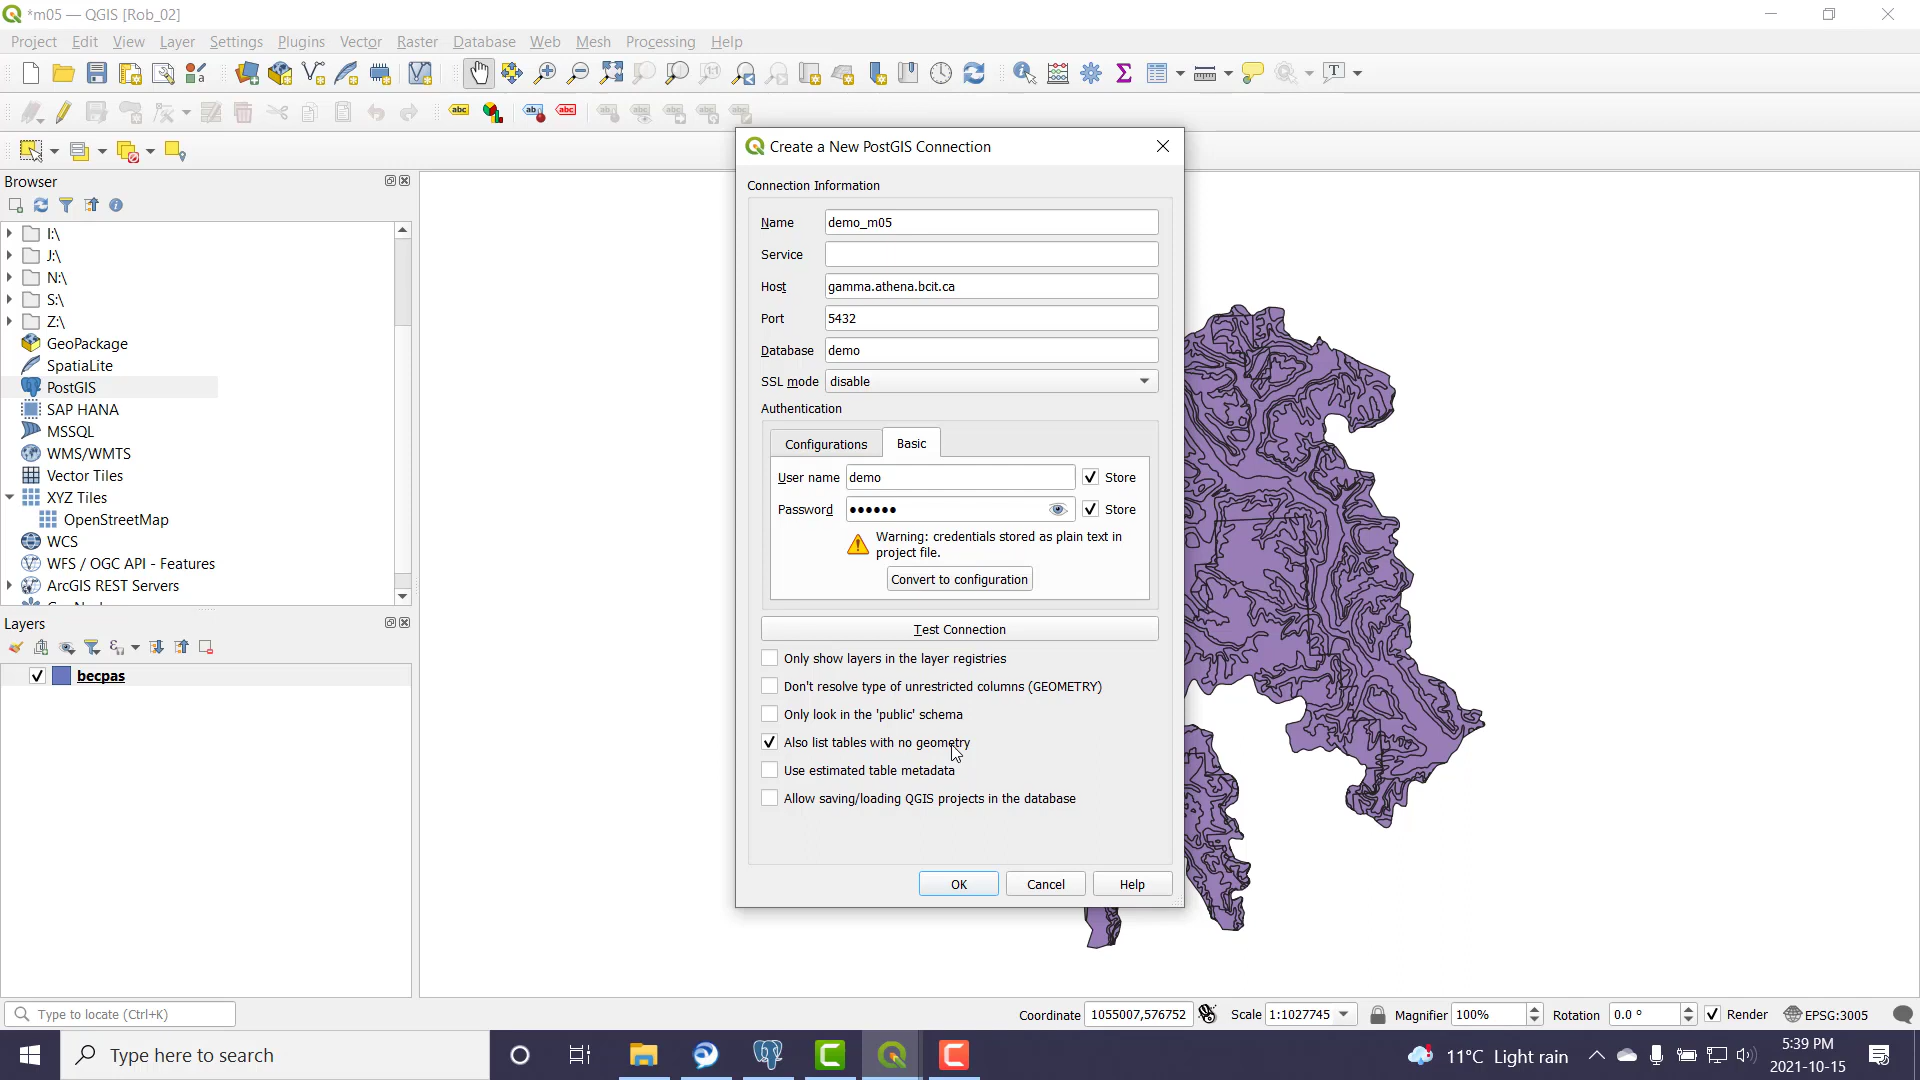 *m05 — QGIS [Rob_02]
Project Edit View Layer Settings Plugins Vector Raster Database Web Mesh Processing Help
Browser
I:\
J:\
N:\
S:\
Z:\
GeoPackage
SpatiaLite
PostGIS
SAP HANA
MSSQL
WMS/WMTS
Vector Tiles
XYZ Tiles
OpenStreetMap
WCS
WFS / OGC API - Features
ArcGIS REST Servers
Layers
becpas
Create a New PostGIS Connection
Connection Information
Name demo_m05
Service
Host gamma.athena.bcit.ca
Port 5432
Database demo
SSL mode disable
Authentication
Configurations Basic
User name demo Store
Password ●●●●●● Store
Warning: credentials stored as plain text in
project file.
Convert to configuration
Test Connection
Only show layers in the layer registries
Don't resolve type of unrestricted columns (GEOMETRY)
Only look in the 'public' schema
Also list tables with no geometry
Use estimated table metadata
Allow saving/loading QGIS projects in the database
OK Cancel Help
Type to locate (Ctrl+K) Coordinate 1055007,576752 Scale 1:1027745 Magnifier 100% Rotation 0.0 ° Render EPSG:3005
Type here to search 11°C Light rain 5:39 PM
2021-10-15